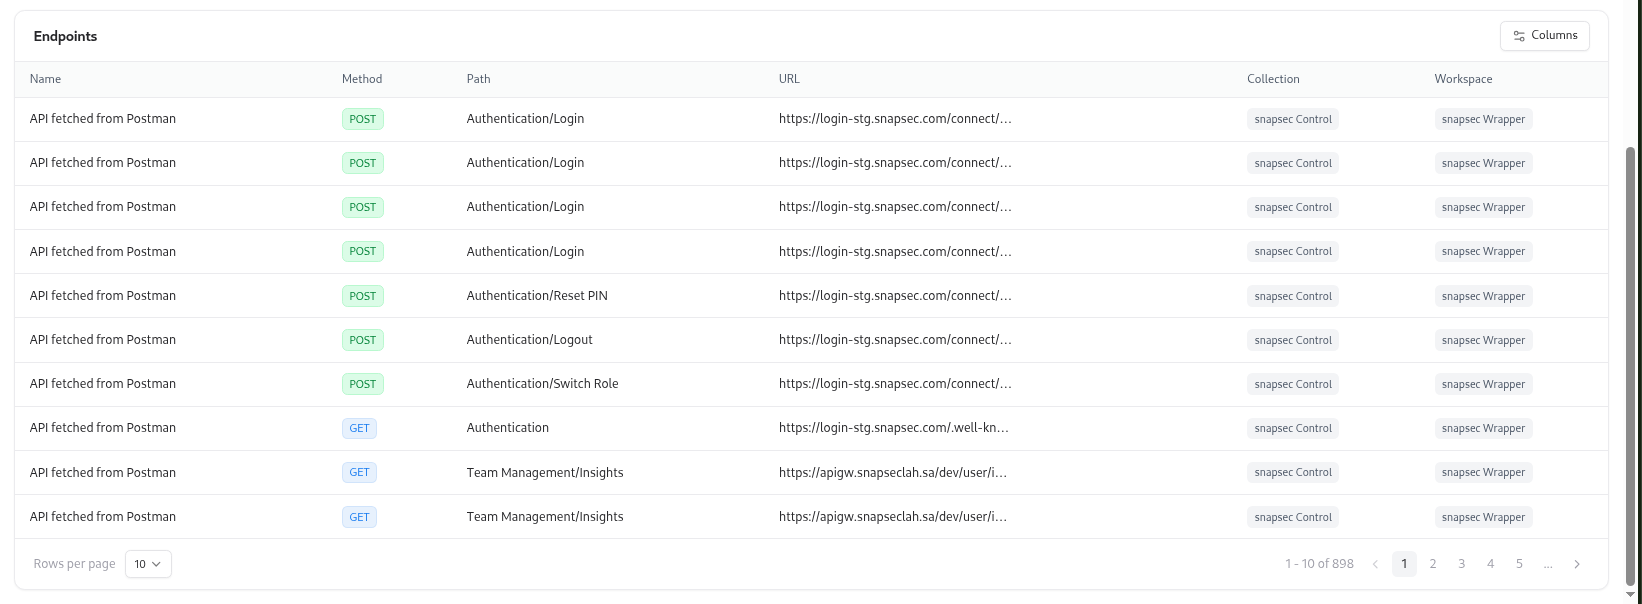 Endpoints
Columns
Name Method Path URL Collection Workspace
API fetched from Postman POST Authentication/Login https://login-stg.snapsec.com/connect/... snapsec Control snapsec Wrapper
API fetched from Postman POST Authentication/Login https://login-stg.snapsec.com/connect/... snapsec Control snapsec Wrapper
API fetched from Postman POST Authentication/Login https://login-stg.snapsec.com/connect/... snapsec Control snapsec Wrapper
API fetched from Postman POST Authentication/Login https://login-stg.snapsec.com/connect/... snapsec Control snapsec Wrapper
API fetched from Postman POST Authentication/Reset PIN https://login-stg.snapsec.com/connect/... snapsec Control snapsec Wrapper
API fetched from Postman POST Authentication/Logout https://login-stg.snapsec.com/connect/... snapsec Control snapsec Wrapper
API fetched from Postman POST Authentication/Switch Role https://login-stg.snapsec.com/connect/... snapsec Control snapsec Wrapper
API fetched from Postman GET Authentication https://login-stg.snapsec.com/.well-kn... snapsec Control snapsec Wrapper
API fetched from Postman GET Team Management/Insights https://apigw.snapseclah.sa/dev/user/i... snapsec Control snapsec Wrapper
API fetched from Postman GET Team Management/Insights https://apigw.snapseclah.sa/dev/user/i... snapsec Control snapsec Wrapper
Rows per page 10 1 - 10 of 898 1 2 3 4 5 ...